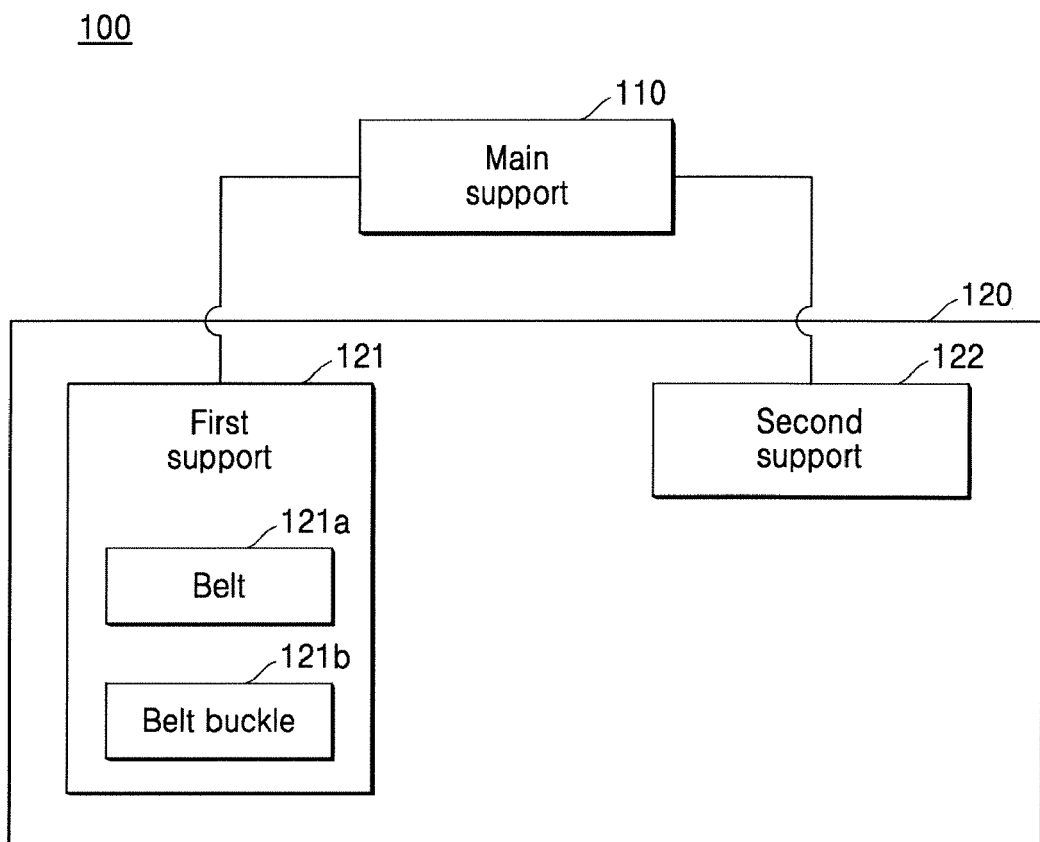 100
110
Main
support
120
121
122
First
support
Second
support
121a
Belt
121b
Belt buckle